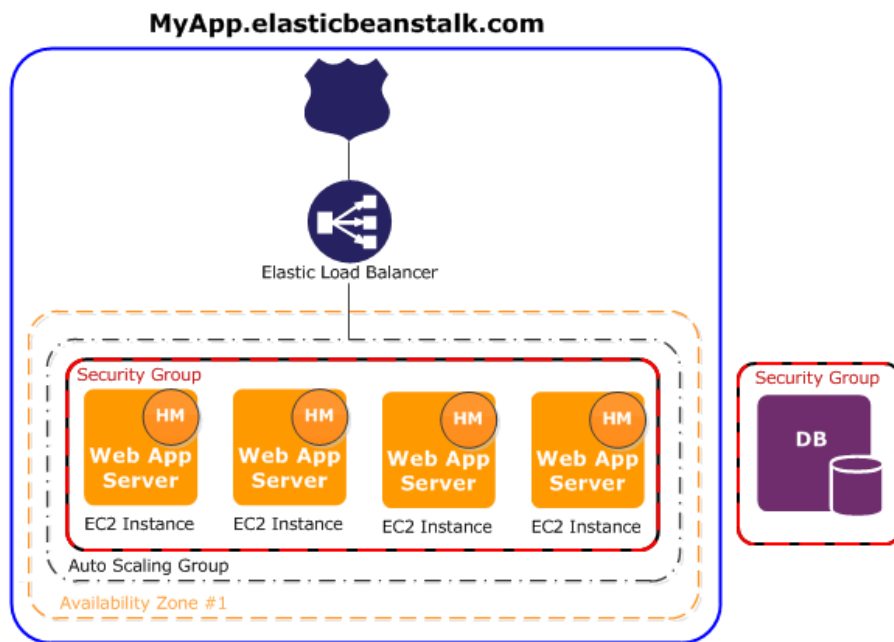 MyApp.elasticbeanstalk.com
Elastic Load Balancer
Security Group
HM
HM
HM
HM
Web App
Server
Web App
Server
Web App
Server
Web App
Server
EC2 Instance
EC2 Instance
EC2 Instance
EC2 Instance
Auto Scaling Group
Availability Zone #1
Security Group
DB